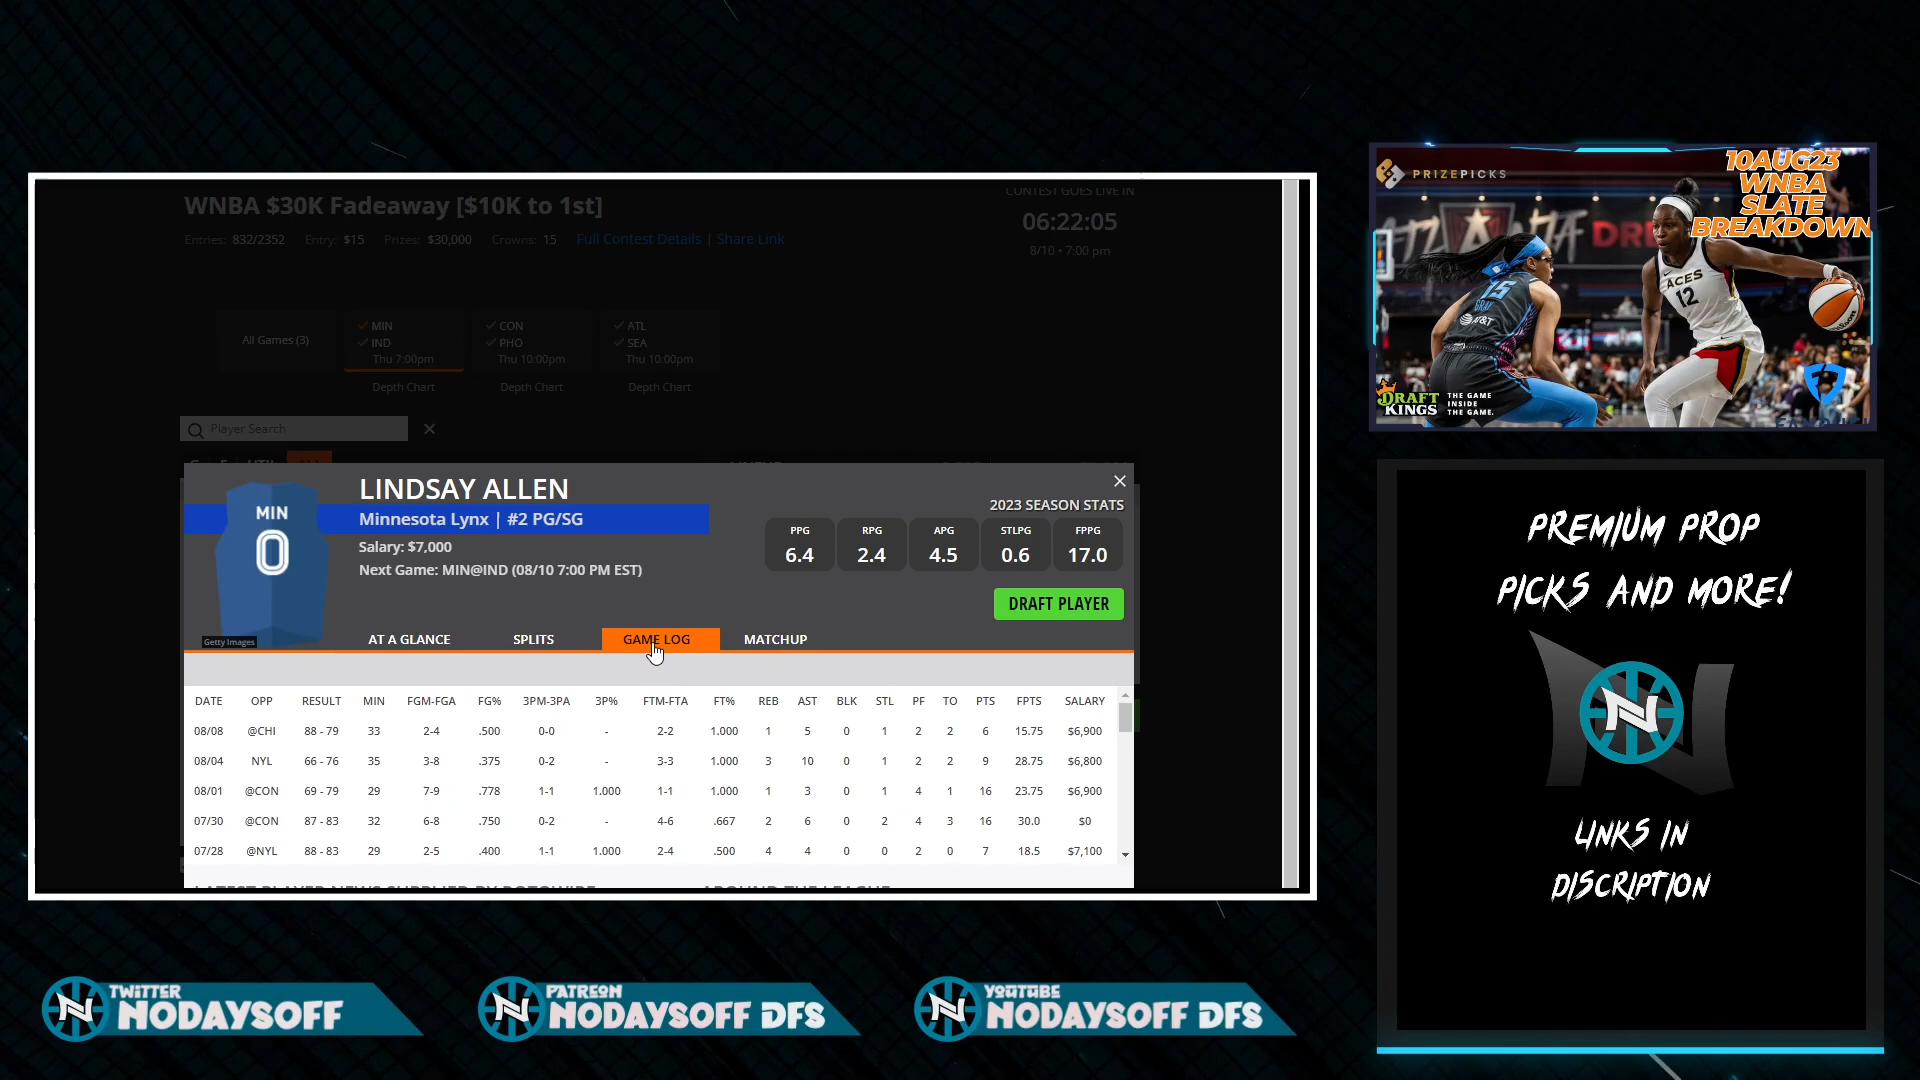 WNBA $30K Fadeaway [$10K to 1st]
Entries: 832/2352 Entry: $15 Prizes: $30,000 Crowns: 15 Full Contest Details | Share Link
CONTEST GOES LIVE IN
06:22:05
8/10 • 7:00 pm
All Games (3)
MIN
IND
Thu 7:00pm
Depth Chart
CON
PHO
Thu 10:00pm
Depth Chart
ATL
SEA
Thu 10:00pm
Depth Chart
Player Search
MIN
0
Getty Images
LINDSAY ALLEN
Minnesota Lynx | #2 PG/SG
Salary: $7,000
Next Game: MIN@IND (08/10 7:00 PM EST)
2023 SEASON STATS
PPG RPG APG STLPG FPPG
6.4 2.4 4.5 0.6 17.0
DRAFT PLAYER
AT A GLANCE SPLITS GAME LOG MATCHUP
DATE OPP RESULT MIN FGM-FGA FG% 3PM-3PA 3P% FTM-FTA FT% REB AST BLK STL PF TO PTS FPTS SALARY
08/08 @CHI 88 - 79 33 2-4 .500 0-0 - 2-2 1.000 1 5 0 1 2 2 6 15.75 $6,900
08/04 NYL 66 - 76 35 3-8 .375 0-2 - 3-3 1.000 3 10 0 1 2 2 9 28.75 $6,800
08/01 @CON 69 - 79 29 7-9 .778 1-1 1.000 1-1 1.000 1 3 0 1 4 1 16 23.75 $6,900
07/30 @CON 87 - 83 32 6-8 .750 0-2 - 4-6 .667 2 6 0 2 4 3 16 30.0 $0
07/28 @NYL 88 - 83 29 2-5 .400 1-1 1.000 2-4 .500 4 4 0 0 2 0 7 18.5 $7,100
LATEST PLAYER NEWS SUPPLIED BY ROTOWIRE AROUND THE LEAGUE
PRIZEPICKS
10AUG23
WNBA
SLATE
BREAKDOWN
ACES
12
15
GRAY
AT&T
DRAFT
KINGS
THE GAME
INSIDE
THE GAME.
PREMIUM PROP
PICKS AND MORE!
LINKS IN
DISCRIPTION
TWITTER
NODAYSOFF
PATREON
NODAYSOFF DFS
YOUTUBE
NODAYSOFF DFS